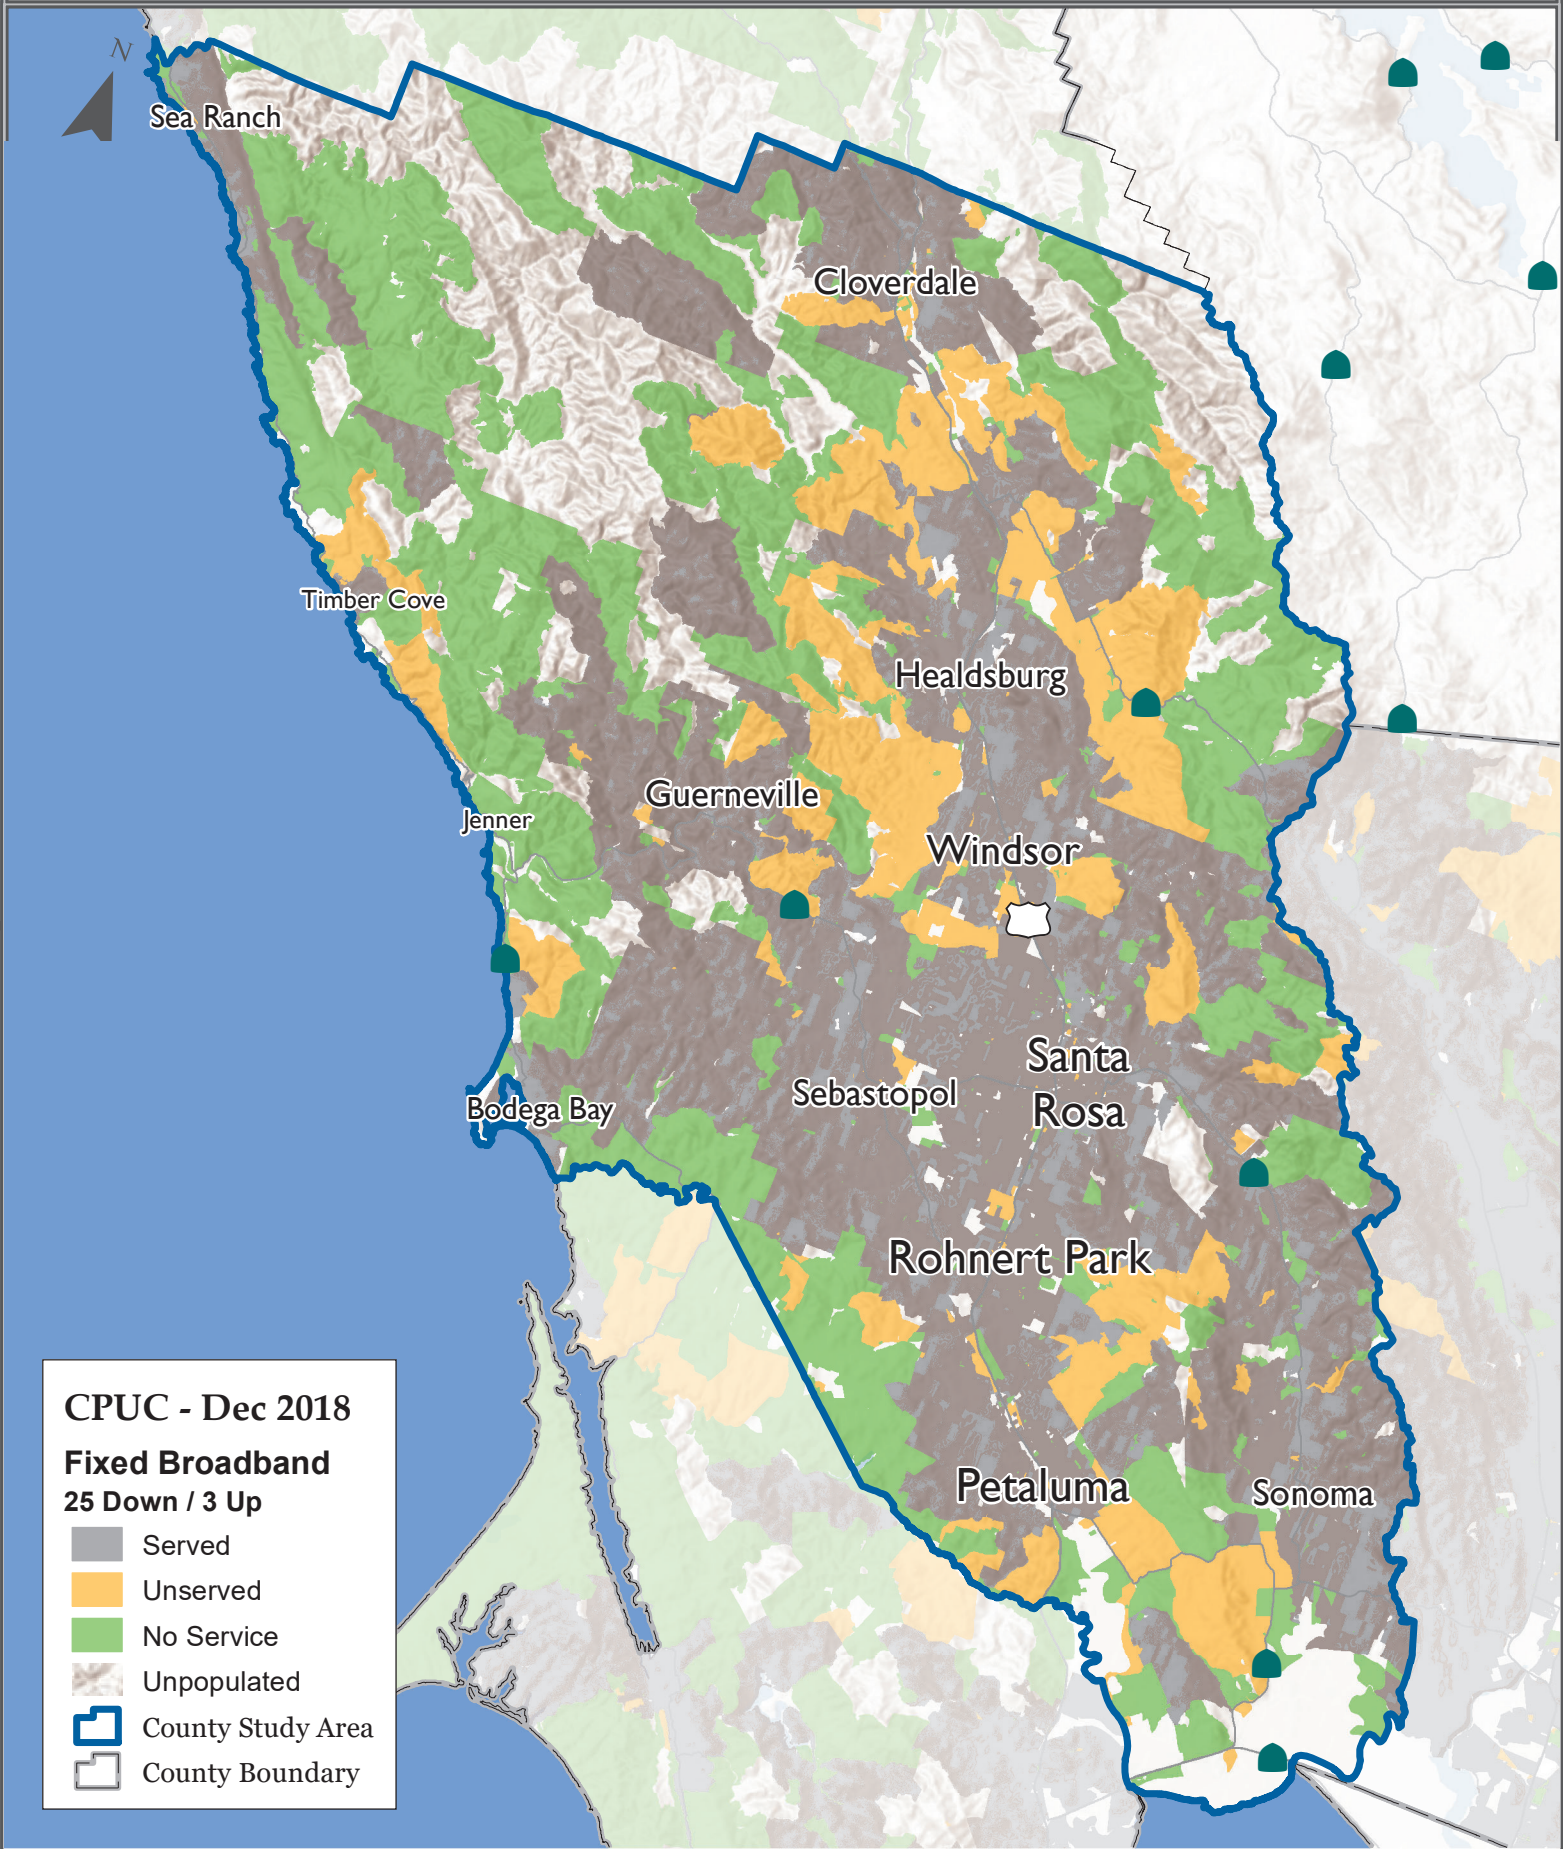 N
Sea Ranch
Cloverdale
Timber Cove
Healdsburg
Guerneville
Jenner
Windsor
Santa
Rosa
Sebastopol
Bodega Bay
Rohnert Park
Petaluma
Sonoma
CPUC - Dec 2018
Fixed Broadband
25 Down / 3 Up
Served
Unserved
No Service
Unpopulated
County Study Area
County Boundary